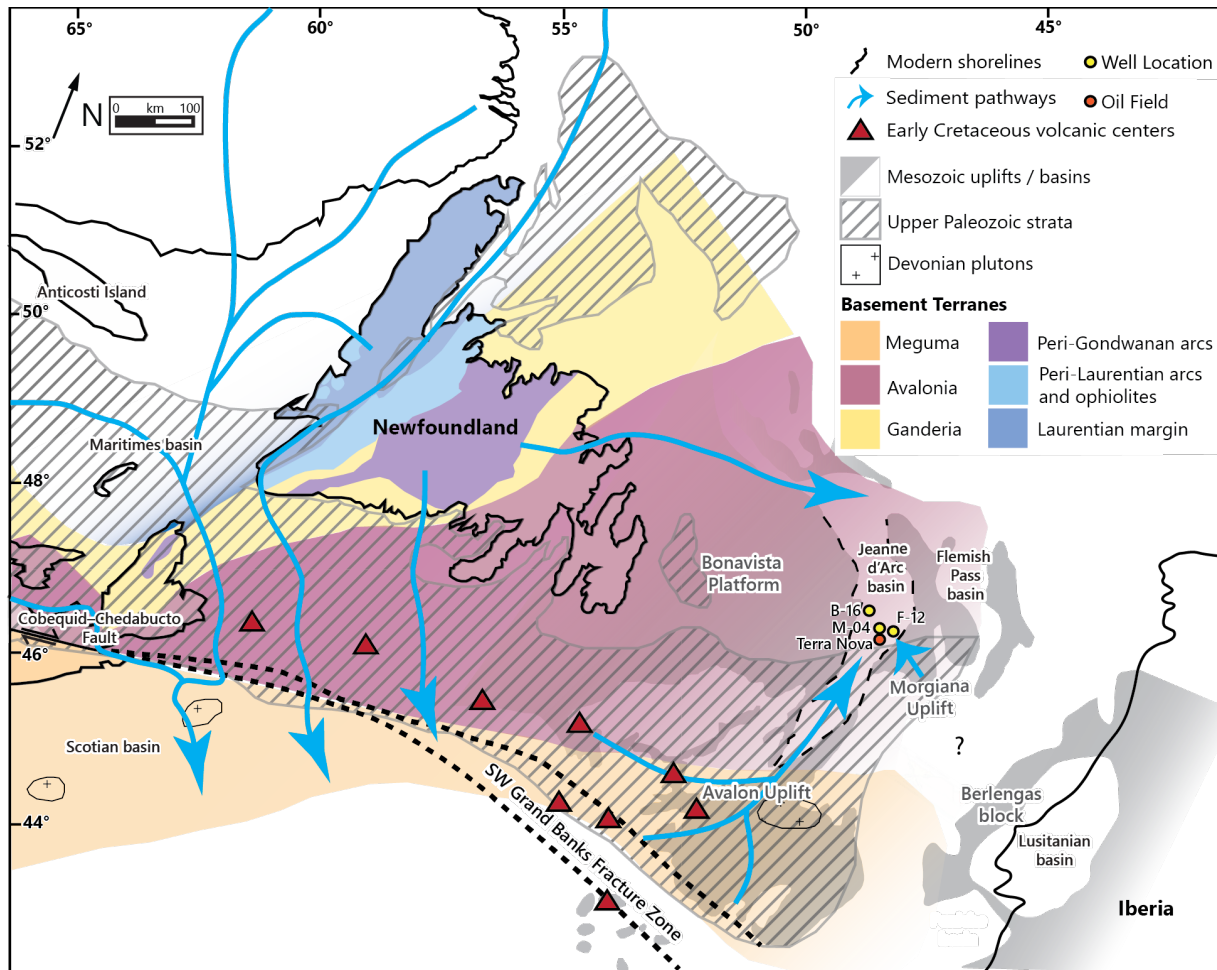 65°
60°
55°
50°
45°
52°
50°
48°
46°
44°
N
0 km 100
Modern shorelines
Well Location
Sediment pathways
Oil Field
Early Cretaceous volcanic centers
Mesozoic uplifts / basins
Upper Paleozoic strata
Devonian plutons
Basement Terranes
Meguma
Peri-Gondwanan arcs
Avalonia
Peri-Laurentian arcs
and ophiolites
Ganderia
Laurentian margin
Anticosti Island
Newfoundland
Maritimes basin
Bonavista
Platform
Jeanne
d'Arc
basin
Flemish
Pass
basin
B-16
F-12
M-04
Terra Nova
Cobequid–Chedabucto
Fault
Morgiana
Uplift
Scotian basin
?
SW Grand Banks Fracture Zone
Avalon Uplift
Berlengas
block
Lusitanian
basin
Iberia